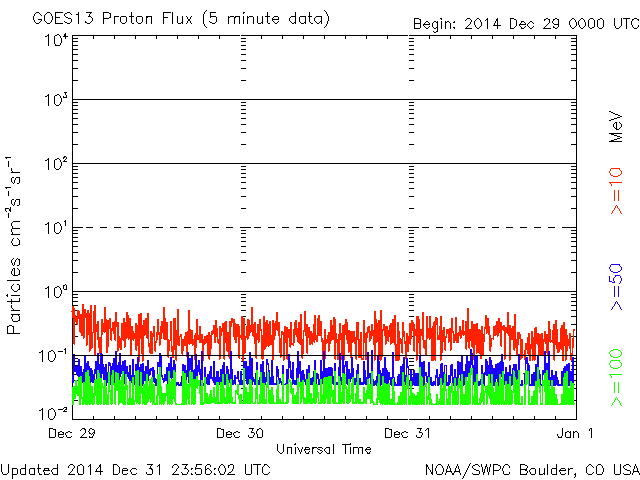 GOES13 Proton Flux (5 minute data)
Begin: 2014 Dec 29 0000 UTC
10⁴
10³
10²
10¹
10⁰
10⁻¹
10⁻²
Particles cm⁻²s⁻¹sr⁻¹
MeV
>=10
>=50
>=100
Dec 29
Dec 30
Dec 31
Jan 1
Universal Time
Updated 2014 Dec 31 23:56:02 UTC
NOAA/SWPC Boulder, CO USA